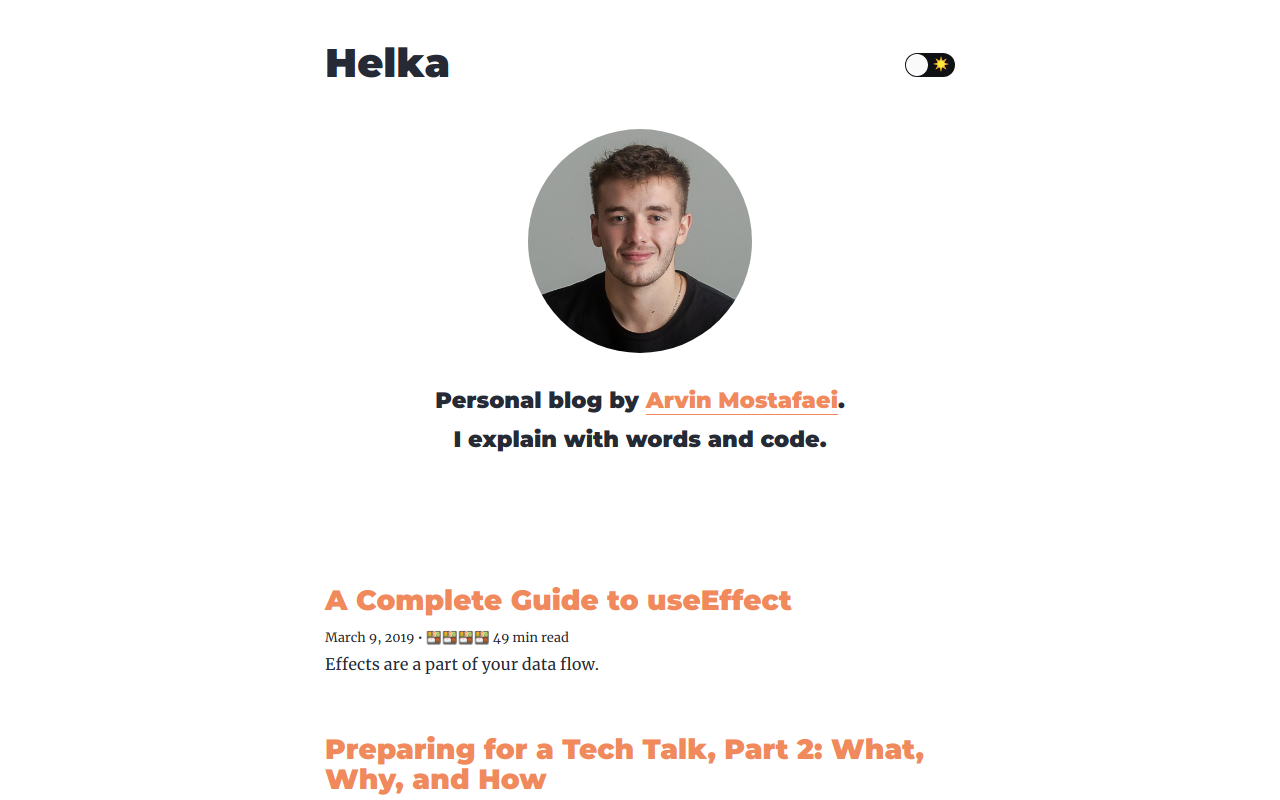 Helka
Personal blog by Arvin Mostafaei.
I explain with words and code.
A Complete Guide to useEffect
March 9, 2019 • 🍱🍱🍱🍱 49 min read
Effects are a part of your data flow.
Preparing for a Tech Talk, Part 2: What,
Why, and How